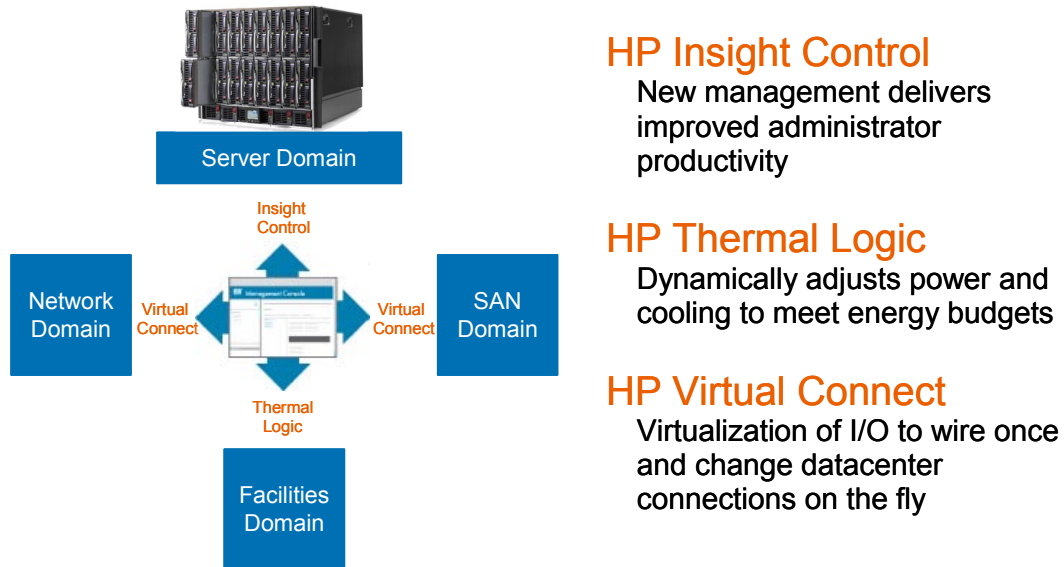 Server Domain
Insight
Control
Network
Domain
Virtual
Connect
Management Console
Virtual
Connect
SAN
Domain
Thermal
Logic
Facilities
Domain
HP Insight Control
New management delivers
improved administrator
productivity
HP Thermal Logic
Dynamically adjusts power and
cooling to meet energy budgets
HP Virtual Connect
Virtualization of I/O to wire once
and change datacenter
connections on the fly